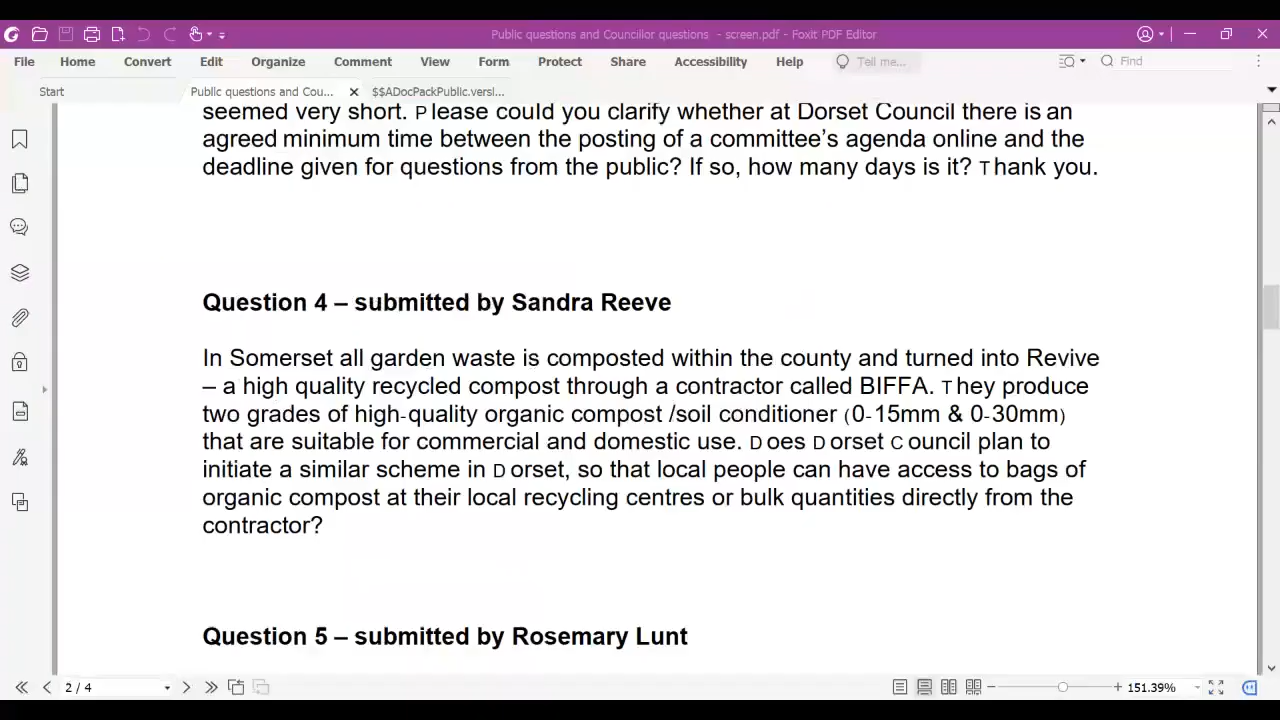 Public questions and Councillor questions - screen.pdf - Foxit PDF Editor
File Home Convert Edit Organize Comment View Form Protect Share Accessibility Help Tell me... Find
Start Public questions and Cou... $$ADocPackPublic.versi...
seemed very short. Please could you clarify whether at Dorset Council there is an
agreed minimum time between the posting of a committee's agenda online and the
deadline given for questions from the public? If so, how many days is it? Thank you.
Question 4 – submitted by Sandra Reeve
In Somerset all garden waste is composted within the county and turned into Revive
– a high quality recycled compost through a contractor called BIFFA. They produce
two grades of high-quality organic compost /soil conditioner (0-15mm & 0-30mm)
that are suitable for commercial and domestic use. Does Dorset Council plan to
initiate a similar scheme in Dorset, so that local people can have access to bags of
organic compost at their local recycling centres or bulk quantities directly from the
contractor?
Question 5 – submitted by Rosemary Lunt
2 / 4 151.39%